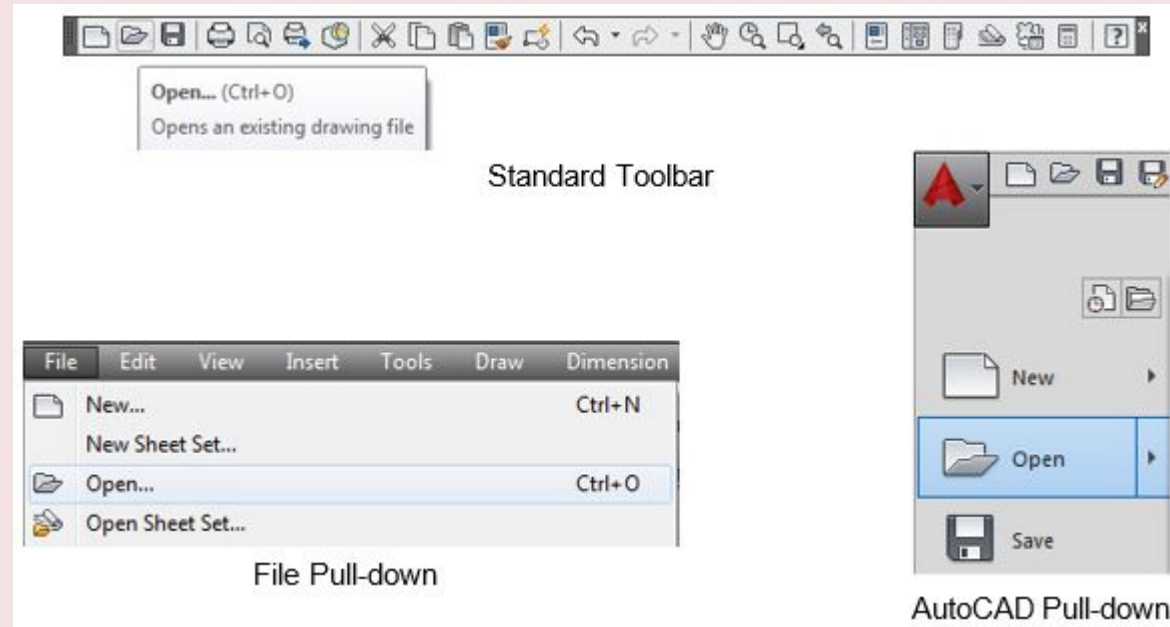 Open... (Ctrl+O)
Opens an existing drawing file
Standard Toolbar
File Edit View Insert Tools Draw Dimension
New... Ctrl+N
New Sheet Set...
Open... Ctrl+O
Open Sheet Set...
File Pull-down
New
Open
Save
AutoCAD Pull-down